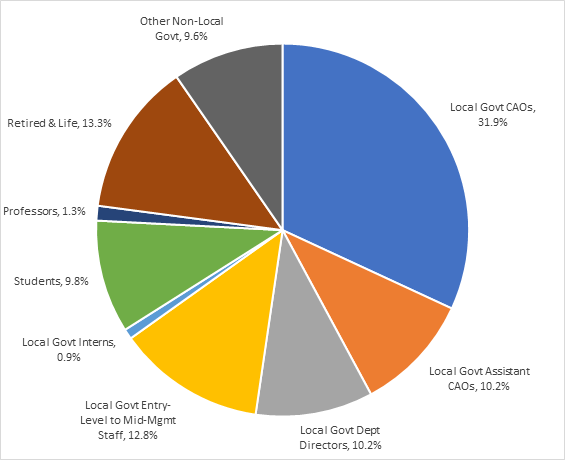 Other Non-Local
Govt, 9.6%
Local Govt CAOs,
31.9%
Retired & Life, 13.3%
Professors, 1.3%
Students, 9.8%
Local Govt Interns,
0.9%
Local Govt Assistant
CAOs, 10.2%
Local Govt Entry-
Level to Mid-Mgmt
Staff, 12.8%
Local Govt Dept
Directors, 10.2%